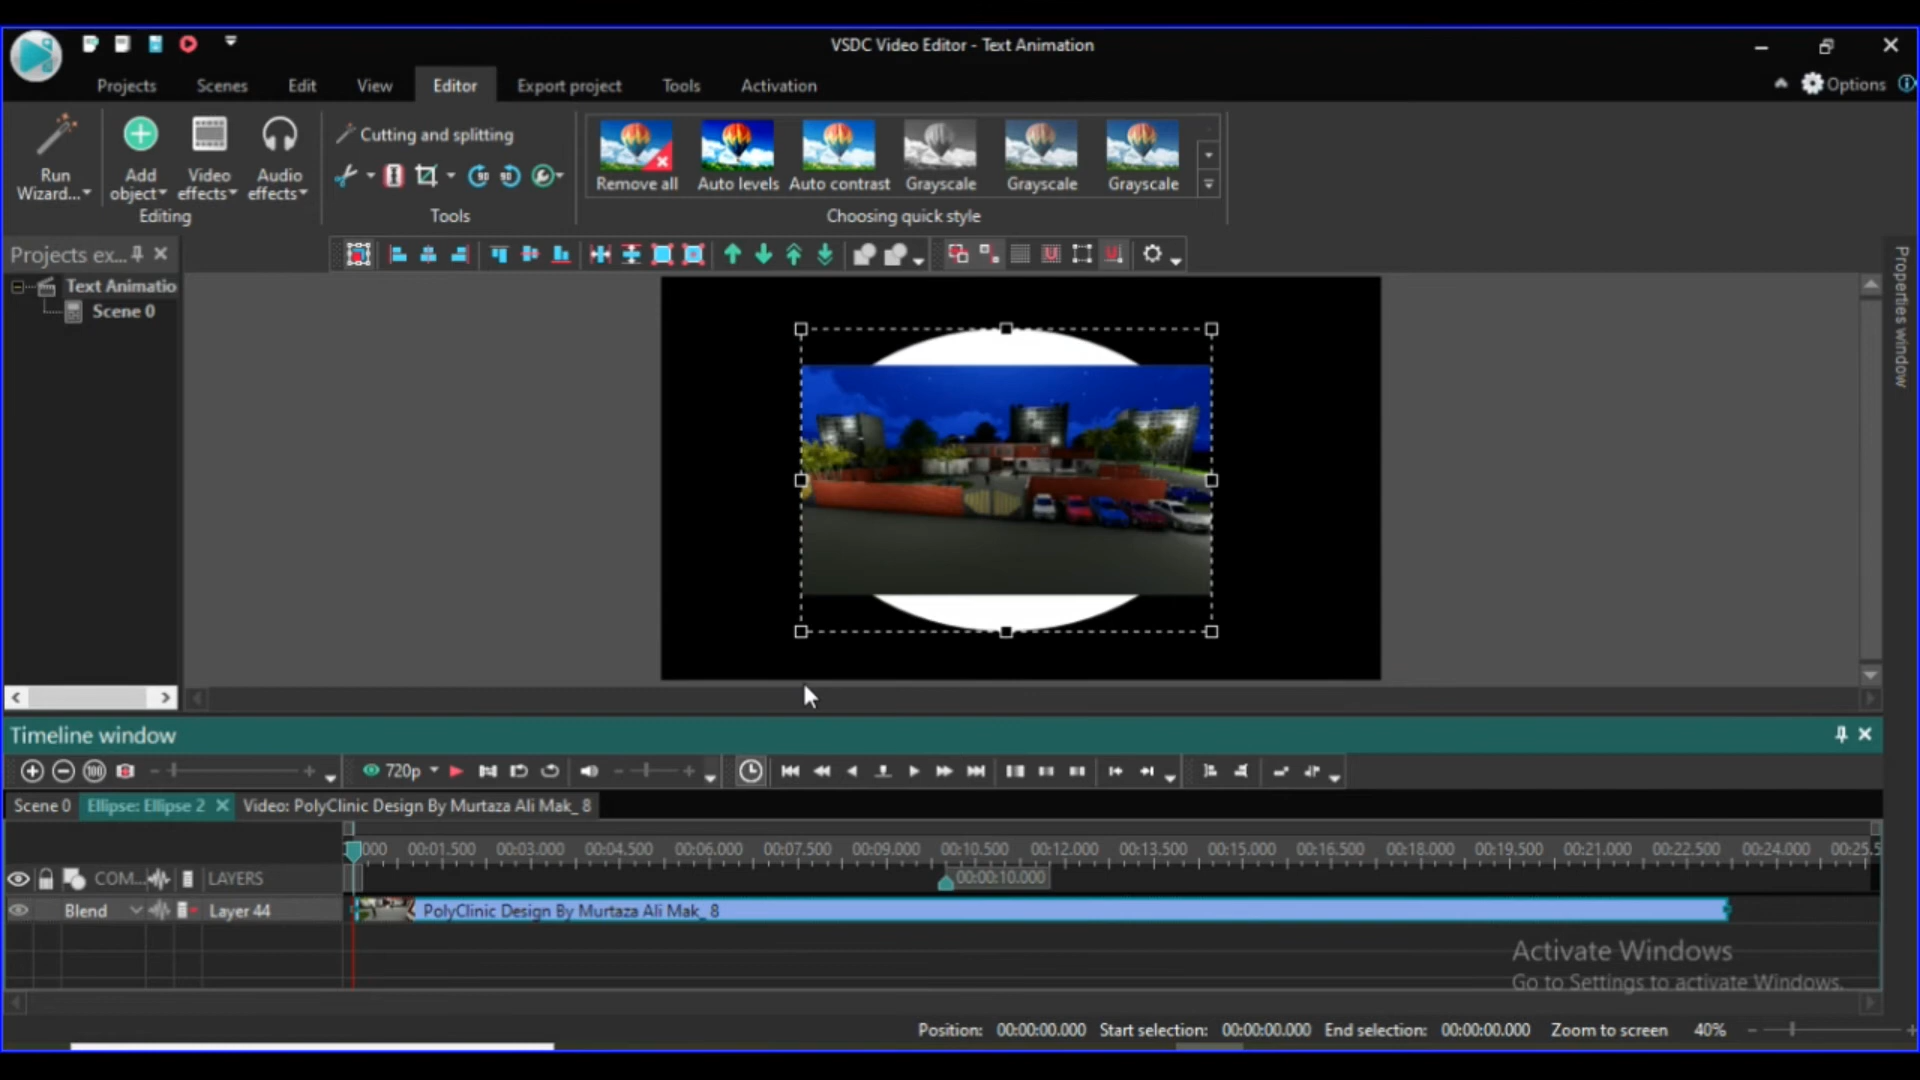 VSDC Video Editor - Text Animation
Projects
Scenes
Edit
View
Editor
Export project
Tools
Activation
Options
Run
Wizard...
Add
object
Video
effects
Audio
effects
Editing
Cutting and splitting
Tools
Remove all
Auto levels
Auto contrast
Grayscale
Grayscale
Grayscale
Choosing quick style
Projects ex...
Text Animatio
Scene 0
Properties window
Timeline window
720p
Scene 0
Ellipse: Ellipse 2
Video: PolyClinic Design By Murtaza Ali Mak_ 8
000 00:01.500 00:03.000 00:04.500 00:06.000 00:07.500 00:09.000 00:10.500 00:12.000 00:13.500 00:15.000 00:16.500 00:18.000 00:19.500 00:21.000 00:22.500 00:24.000 00:25.5
COM... LAYERS
00:00:10.000
Blend Layer 44
PolyClinic Design By Murtaza Ali Mak_ 8
Activate Windows
Go to Settings to activate Windows.
Position: 00:00:00.000 Start selection: 00:00:00.000 End selection: 00:00:00.000 Zoom to screen 40%